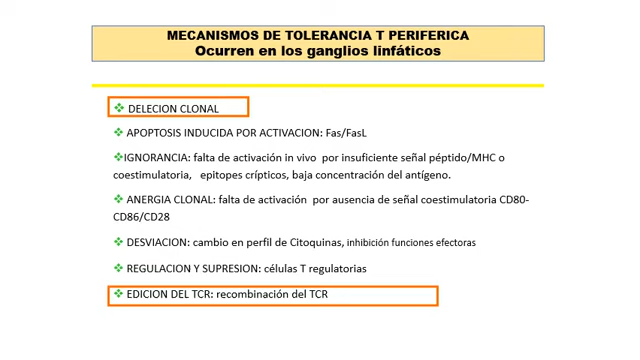 MECANISMOS DE TOLERANCIA T PERIFERICA
Ocurren en los ganglios linfáticos
❖ DELECION CLONAL
❖ APOPTOSIS INDUCIDA POR ACTIVACION: Fas/FasL
❖IGNORANCIA: falta de activación in vivo por insuficiente señal péptido/MHC o
coestimulatoria, epitopes crípticos, baja concentración del antígeno.
❖ ANERGIA CLONAL: falta de activación por ausencia de señal coestimulatoria CD80-
CD86/CD28
❖ DESVIACION: cambio en perfil de Citoquinas, inhibición funciones efectoras
❖ REGULACION Y SUPRESION: células T regulatorias
❖ EDICION DEL TCR: recombinación del TCR